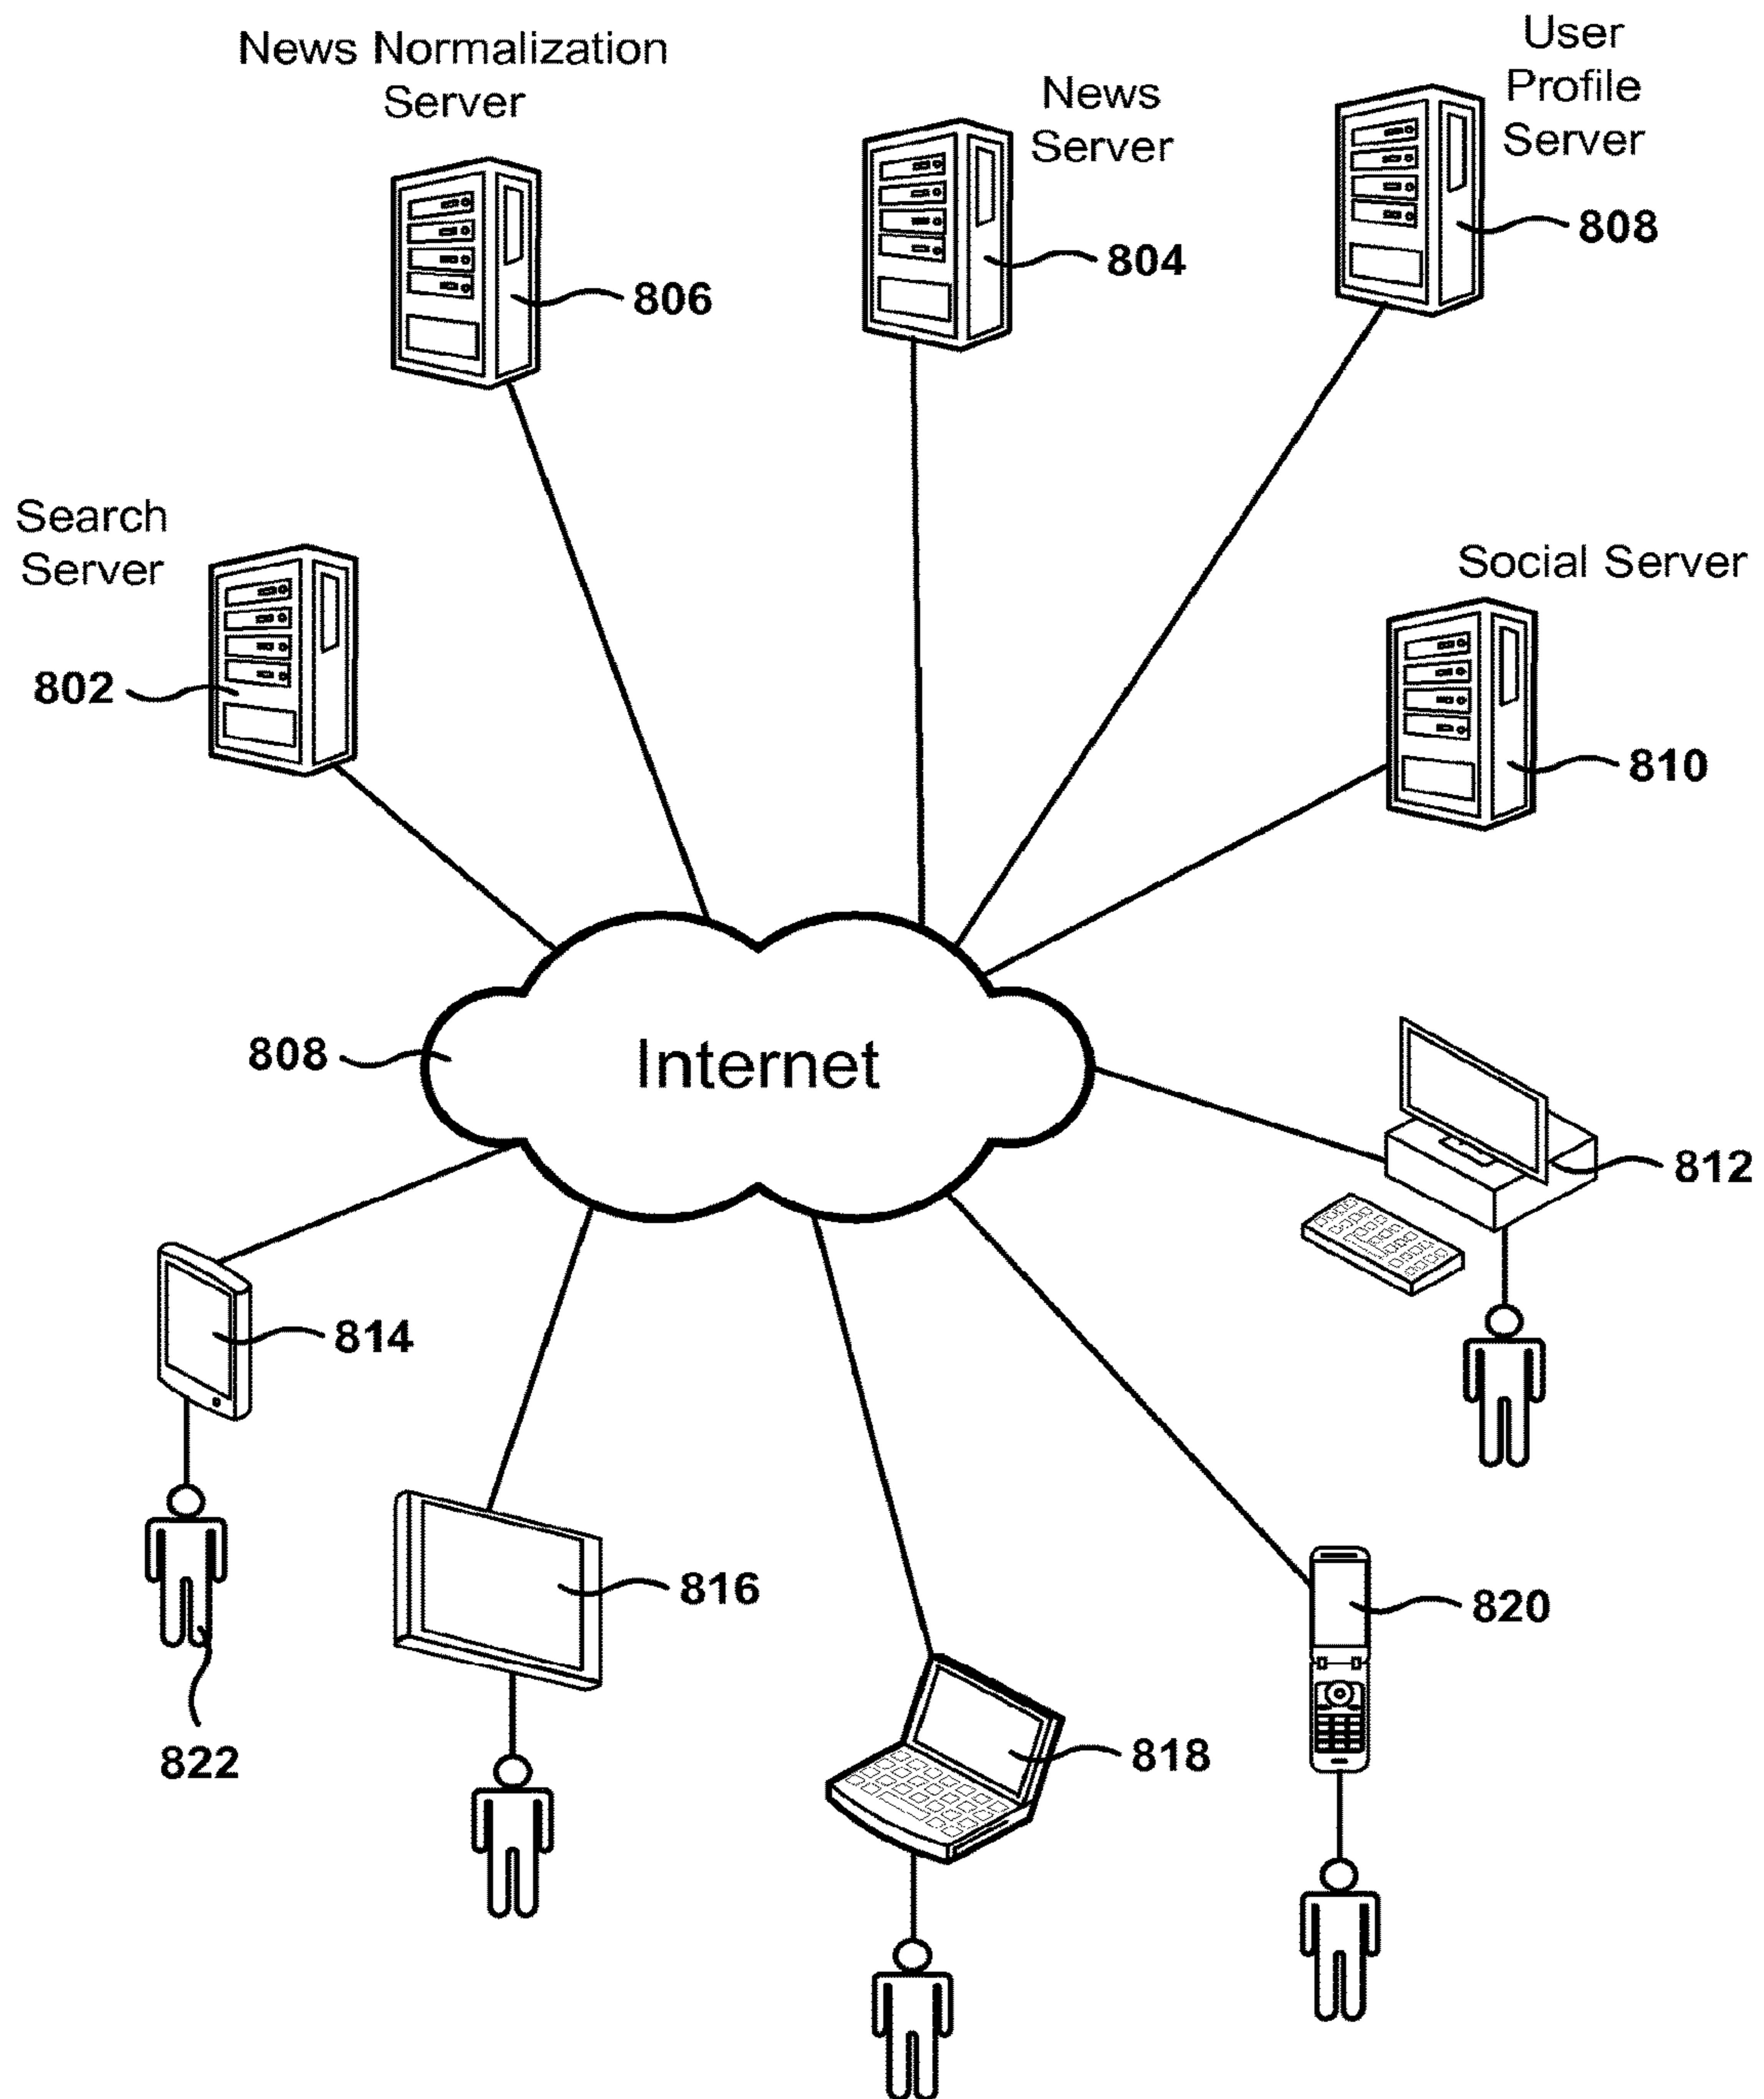 News Normalization
Server
News
Server
User
Profile
Server
806
804
808
Search
Server
Social Server
802
810
808
Internet
812
814
816
820
822
818